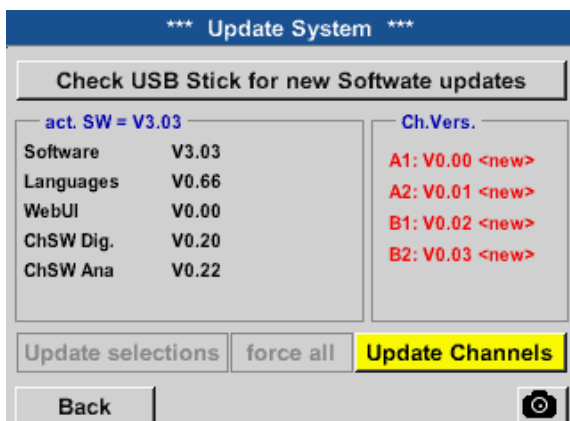 *** Update System ***
Check USB Stick for new Softwate updates
act. SW = V3.03
Software V3.03
Languages V0.66
WebUI V0.00
ChSW Dig. V0.20
ChSW Ana V0.22
Ch.Vers.
A1: V0.00 <new>
A2: V0.01 <new>
B1: V0.02 <new>
B2: V0.03 <new>
Update selections
force all
Update Channels
Back